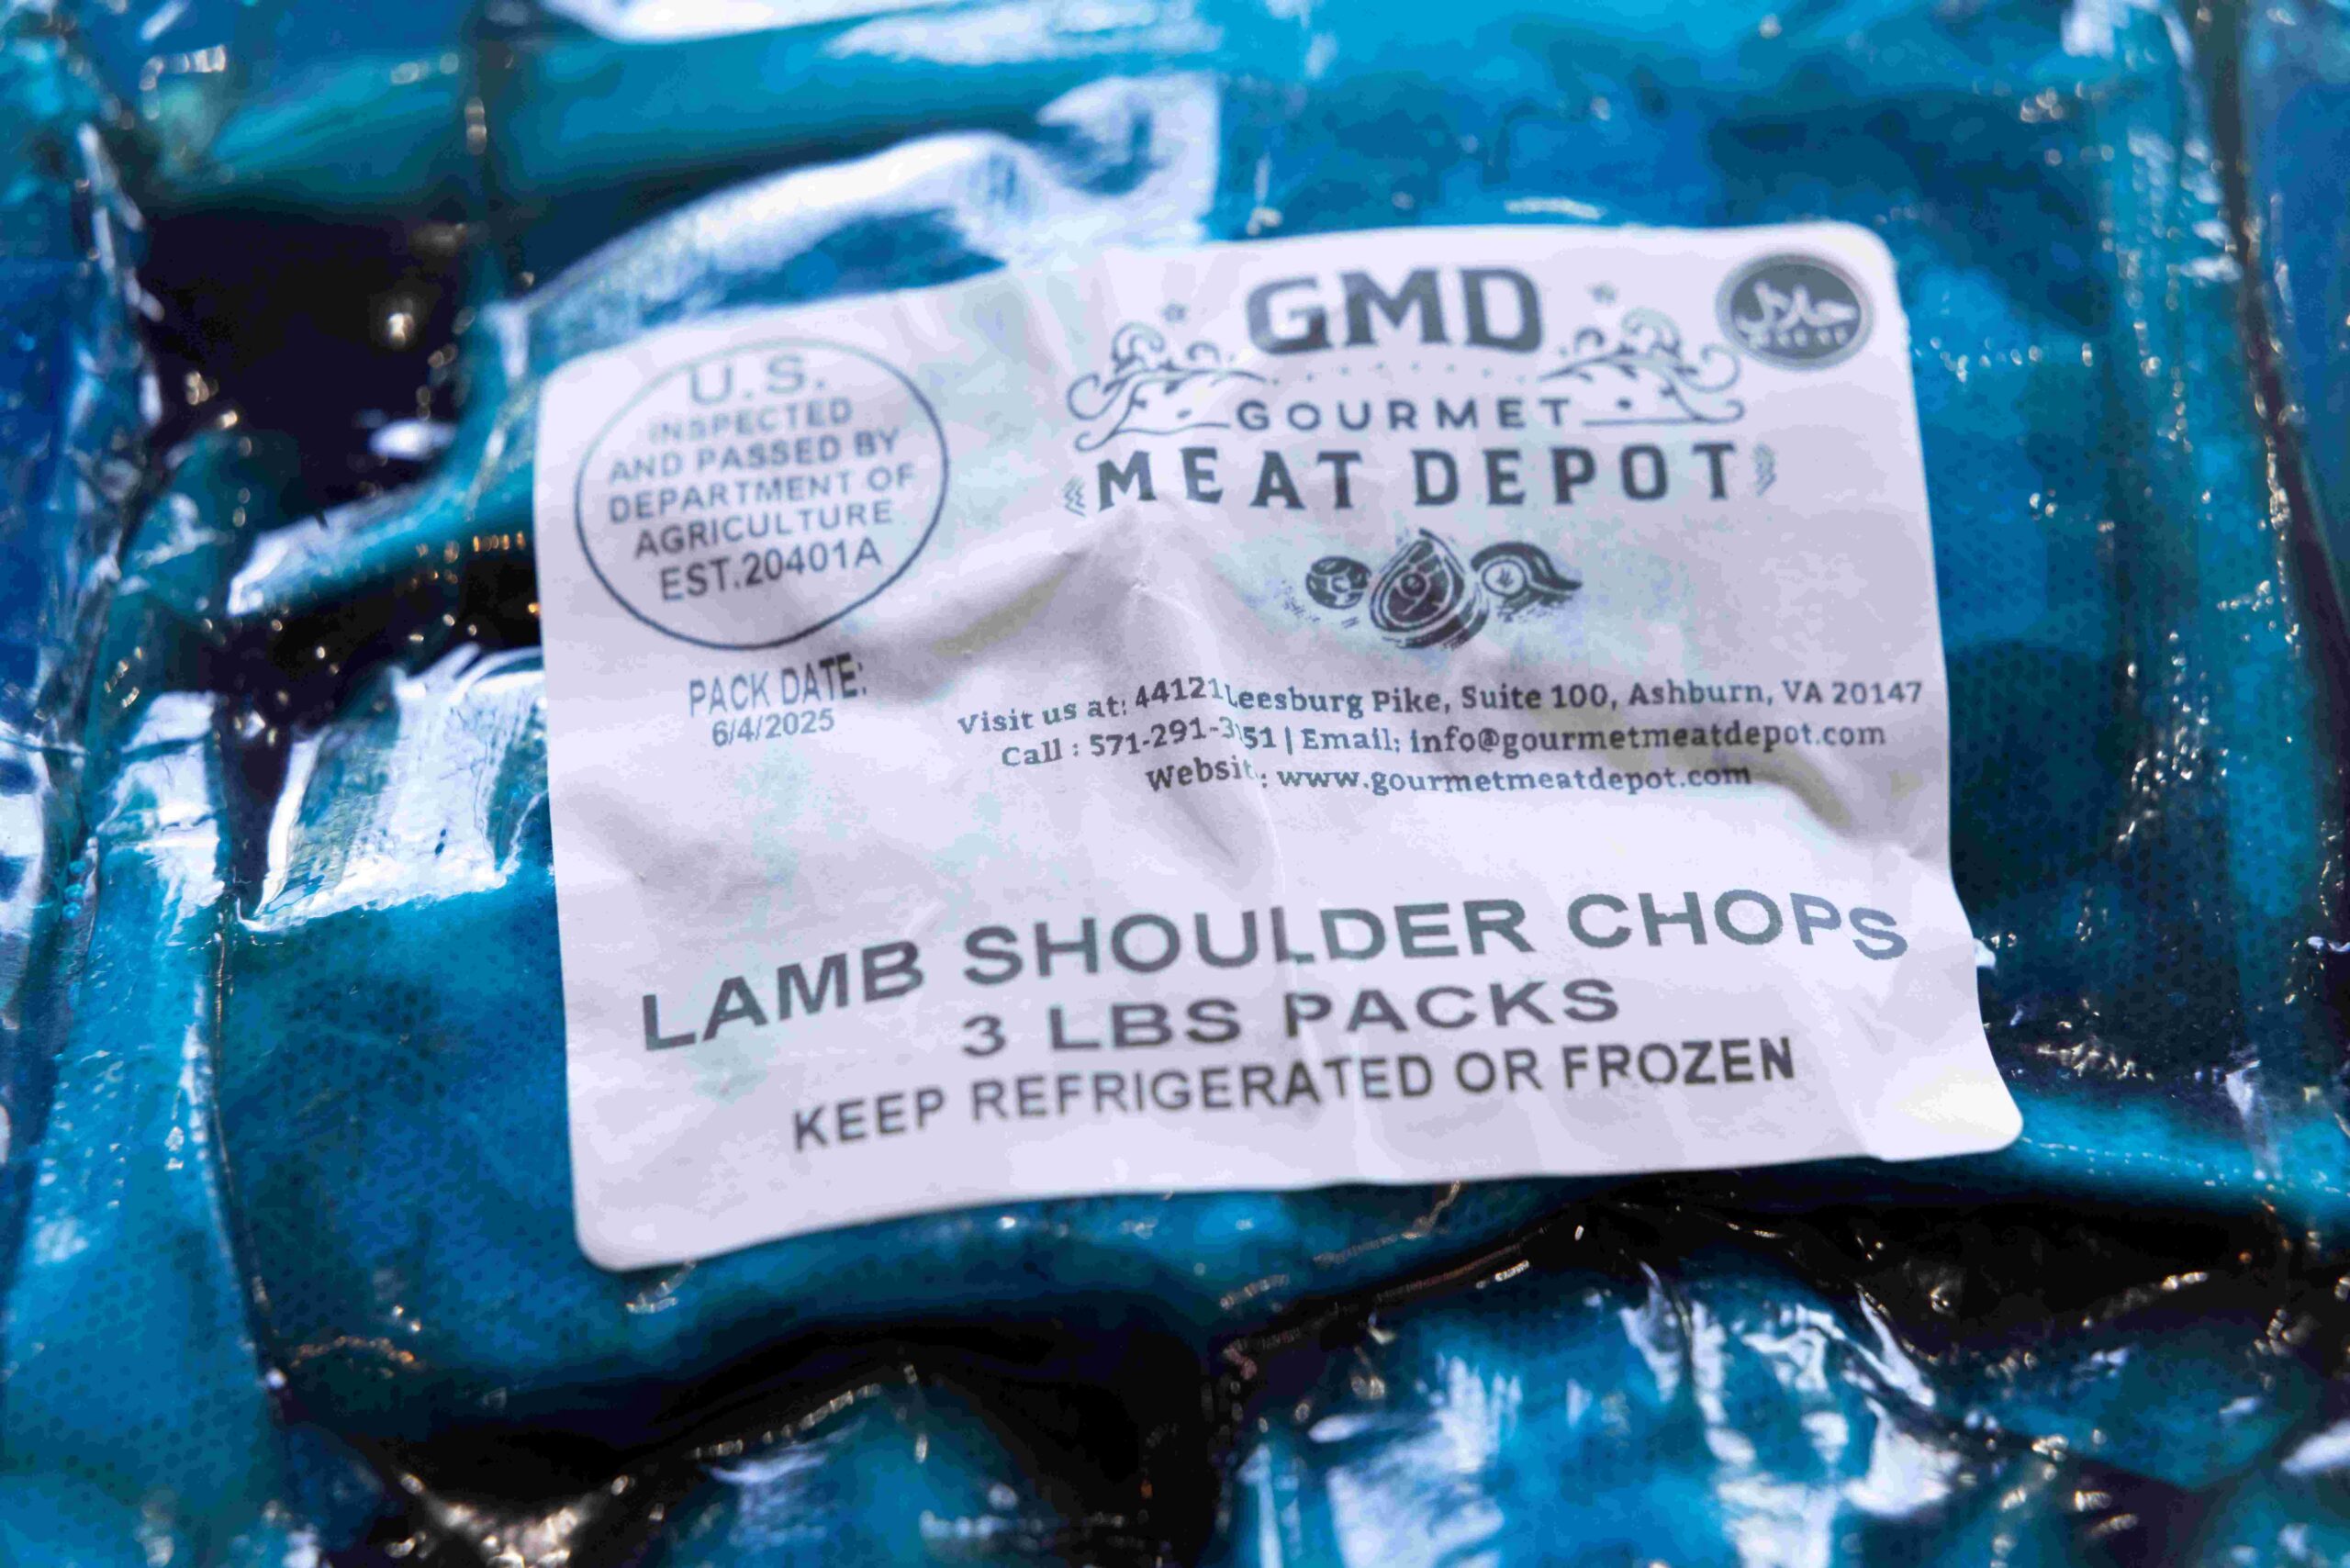 GMD
حلال
GOURMET
MEAT DEPOT
U.S.
INSPECTED
AND PASSED BY
DEPARTMENT OF
AGRICULTURE
EST.20401A
PACK DATE:
6/4/2025
Visit us at: 44121 Leesburg Pike, Suite 100, Ashburn, VA 20147
Call : | Email: info@gourmetmeatdepot.com
www.gourmetmeatdepot.com
LAMB SHOULDER CHOPS
3 LBS PACKS
KEEP REFRIGERATED OR FROZEN